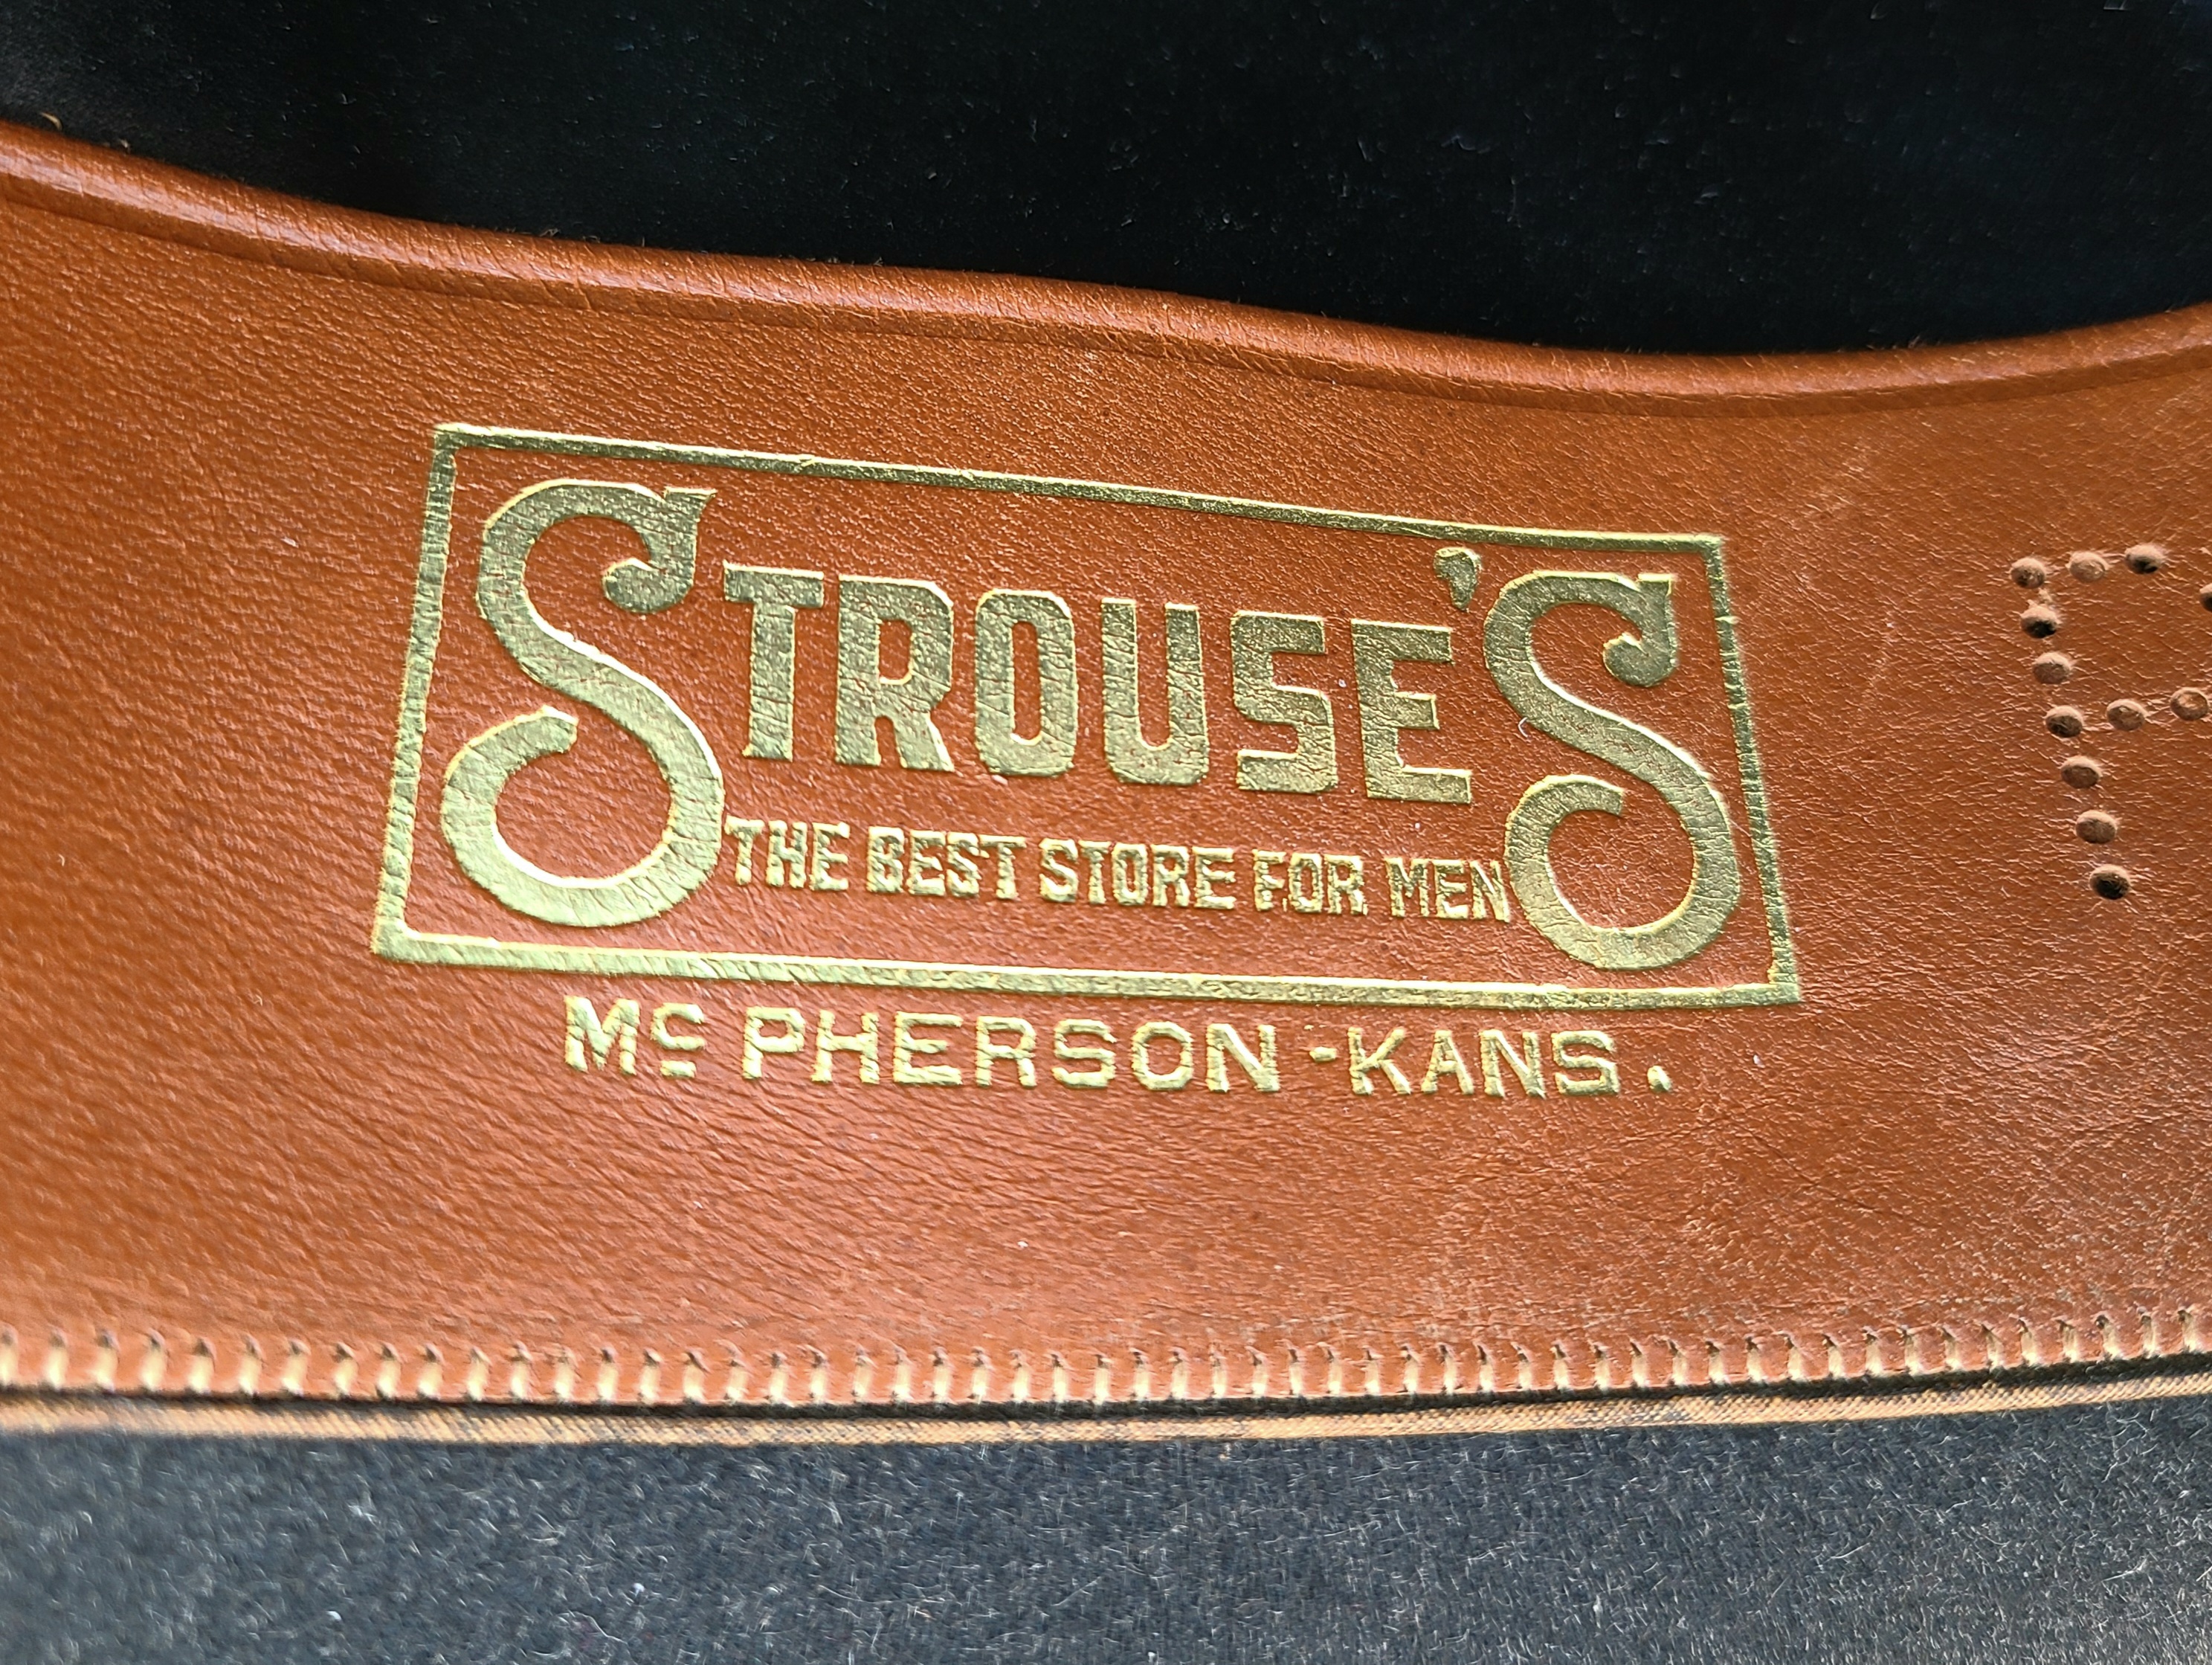 STROUSE'S
THE BEST STORE FOR MEN
Mc PHERSON - KANS.